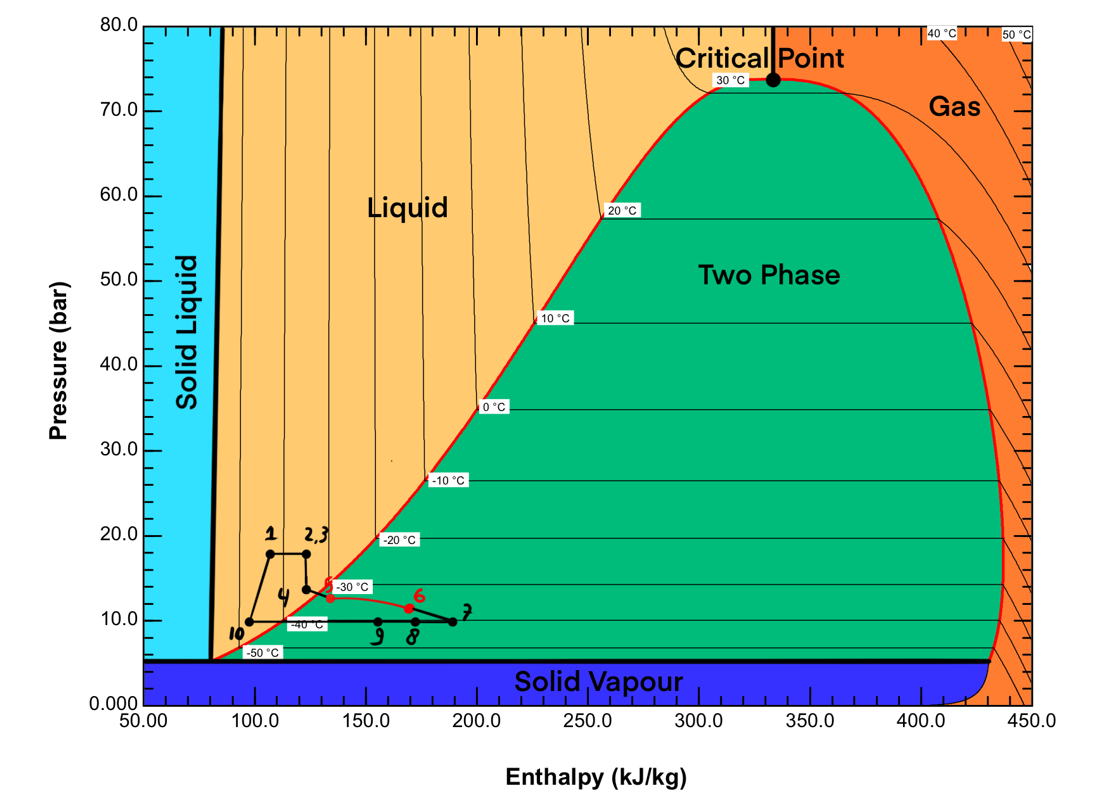 80.0
70.0
60.0
50.0
40.0
30.0
20.0
10.0
0.000
Pressure (bar)
50.00 100.0 150.0 200.0 250.0 300.0 350.0 400.0 450.0
Enthalpy (kJ/kg)
Solid Liquid
Liquid
Critical Point
Gas
Two Phase
Solid Vapour
40 °C
50 °C
30 °C
20 °C
10 °C
0 °C
-10 °C
-20 °C
-30 °C
-40 °C
-50 °C
1
2,3
4
5
6
7
8
9
10